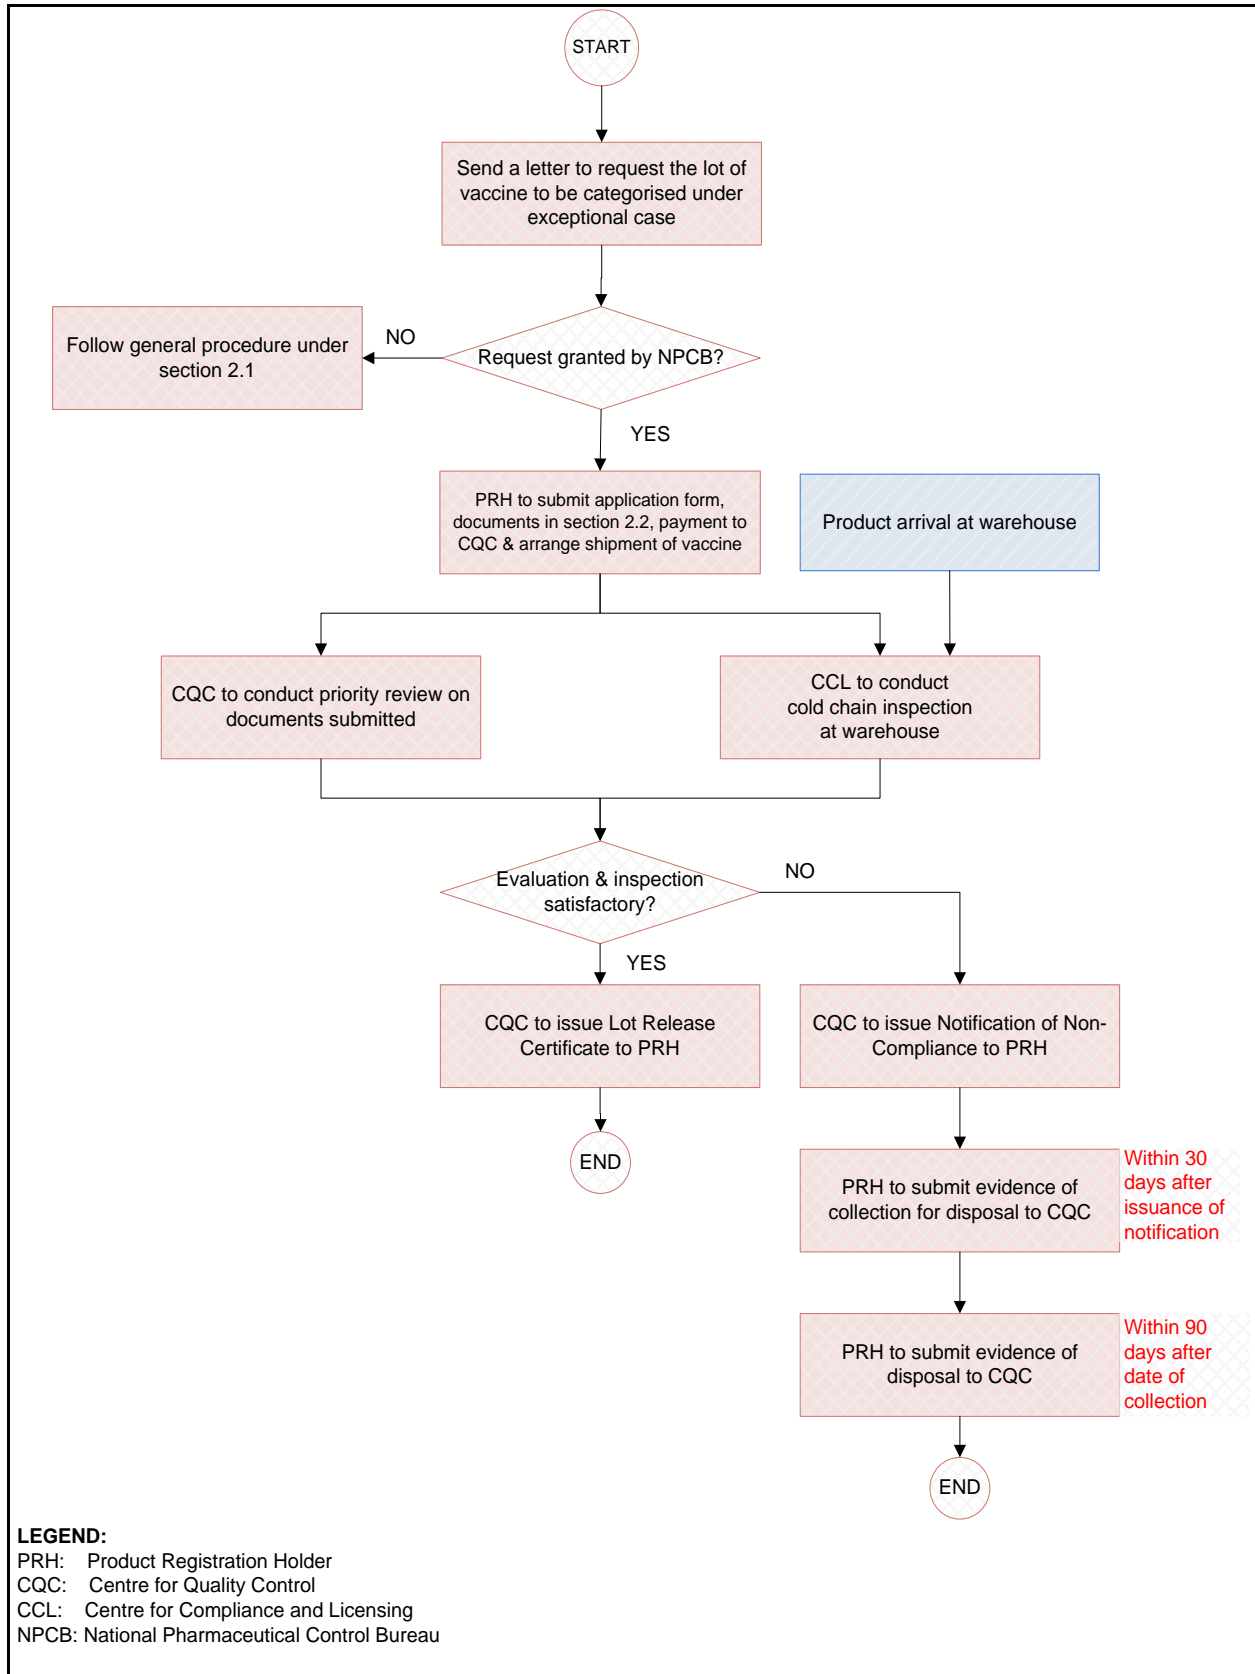 START
Send a letter to request the lot of
vaccine to be categorised under
exceptional case
Request granted by NPCB?
NO
Follow general procedure under
section 2.1
YES
PRH to submit application form,
documents in section 2.2, payment to
CQC & arrange shipment of vaccine
Product arrival at warehouse
CQC to conduct priority review on
documents submitted
CCL to conduct
cold chain inspection
at warehouse
Evaluation & inspection
satisfactory?
NO
YES
CQC to issue Lot Release
Certificate to PRH
CQC to issue Notification of Non-
Compliance to PRH
END
PRH to submit evidence of
collection for disposal to CQC
Within 30
days after
issuance of
notification
PRH to submit evidence of
disposal to CQC
Within 90
days after
date of
collection
END
LEGEND:
PRH: Product Registration Holder
CQC: Centre for Quality Control
CCL: Centre for Compliance and Licensing
NPCB: National Pharmaceutical Control Bureau